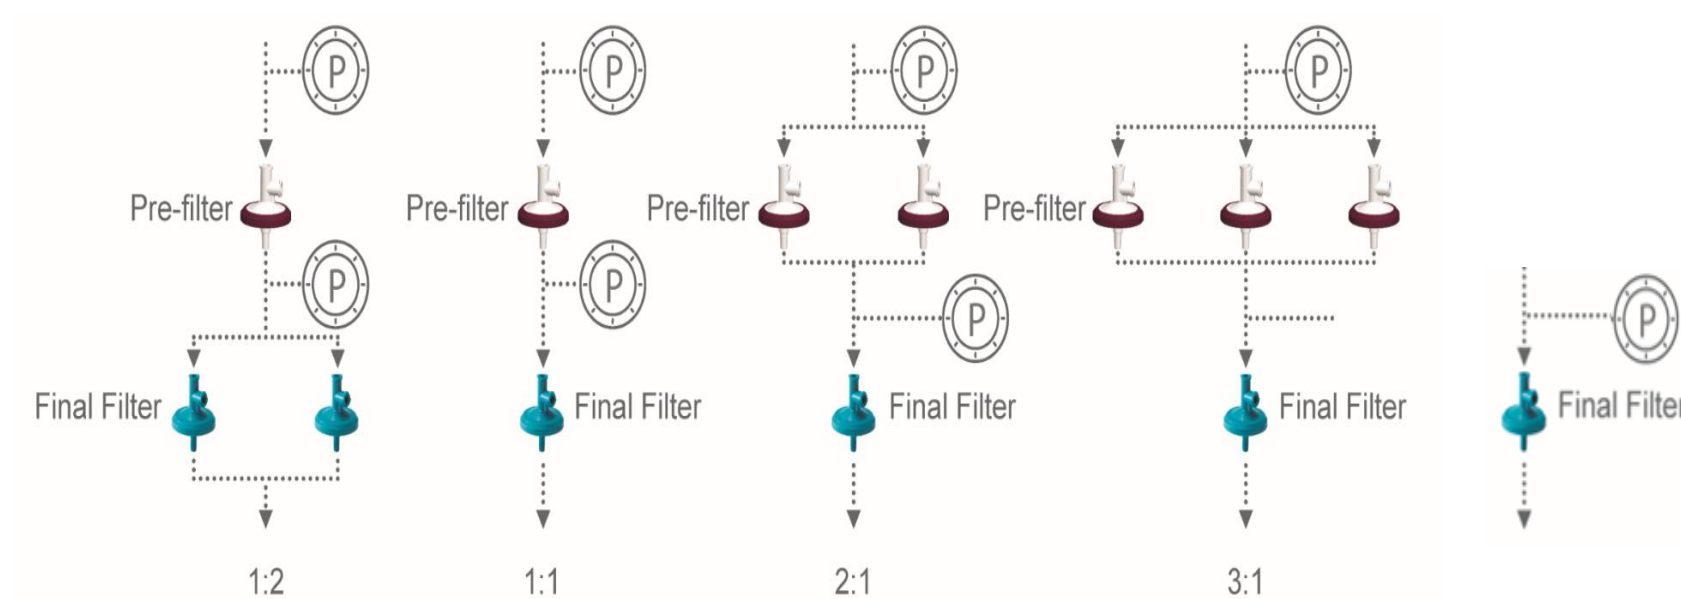 P P P P
Pre-filter Pre-filter Pre-filter Pre-filter
P P P P
Final Filter Final Filter Final Filter Final Filter Final Filter
1:2 1:1 2:1 3:1